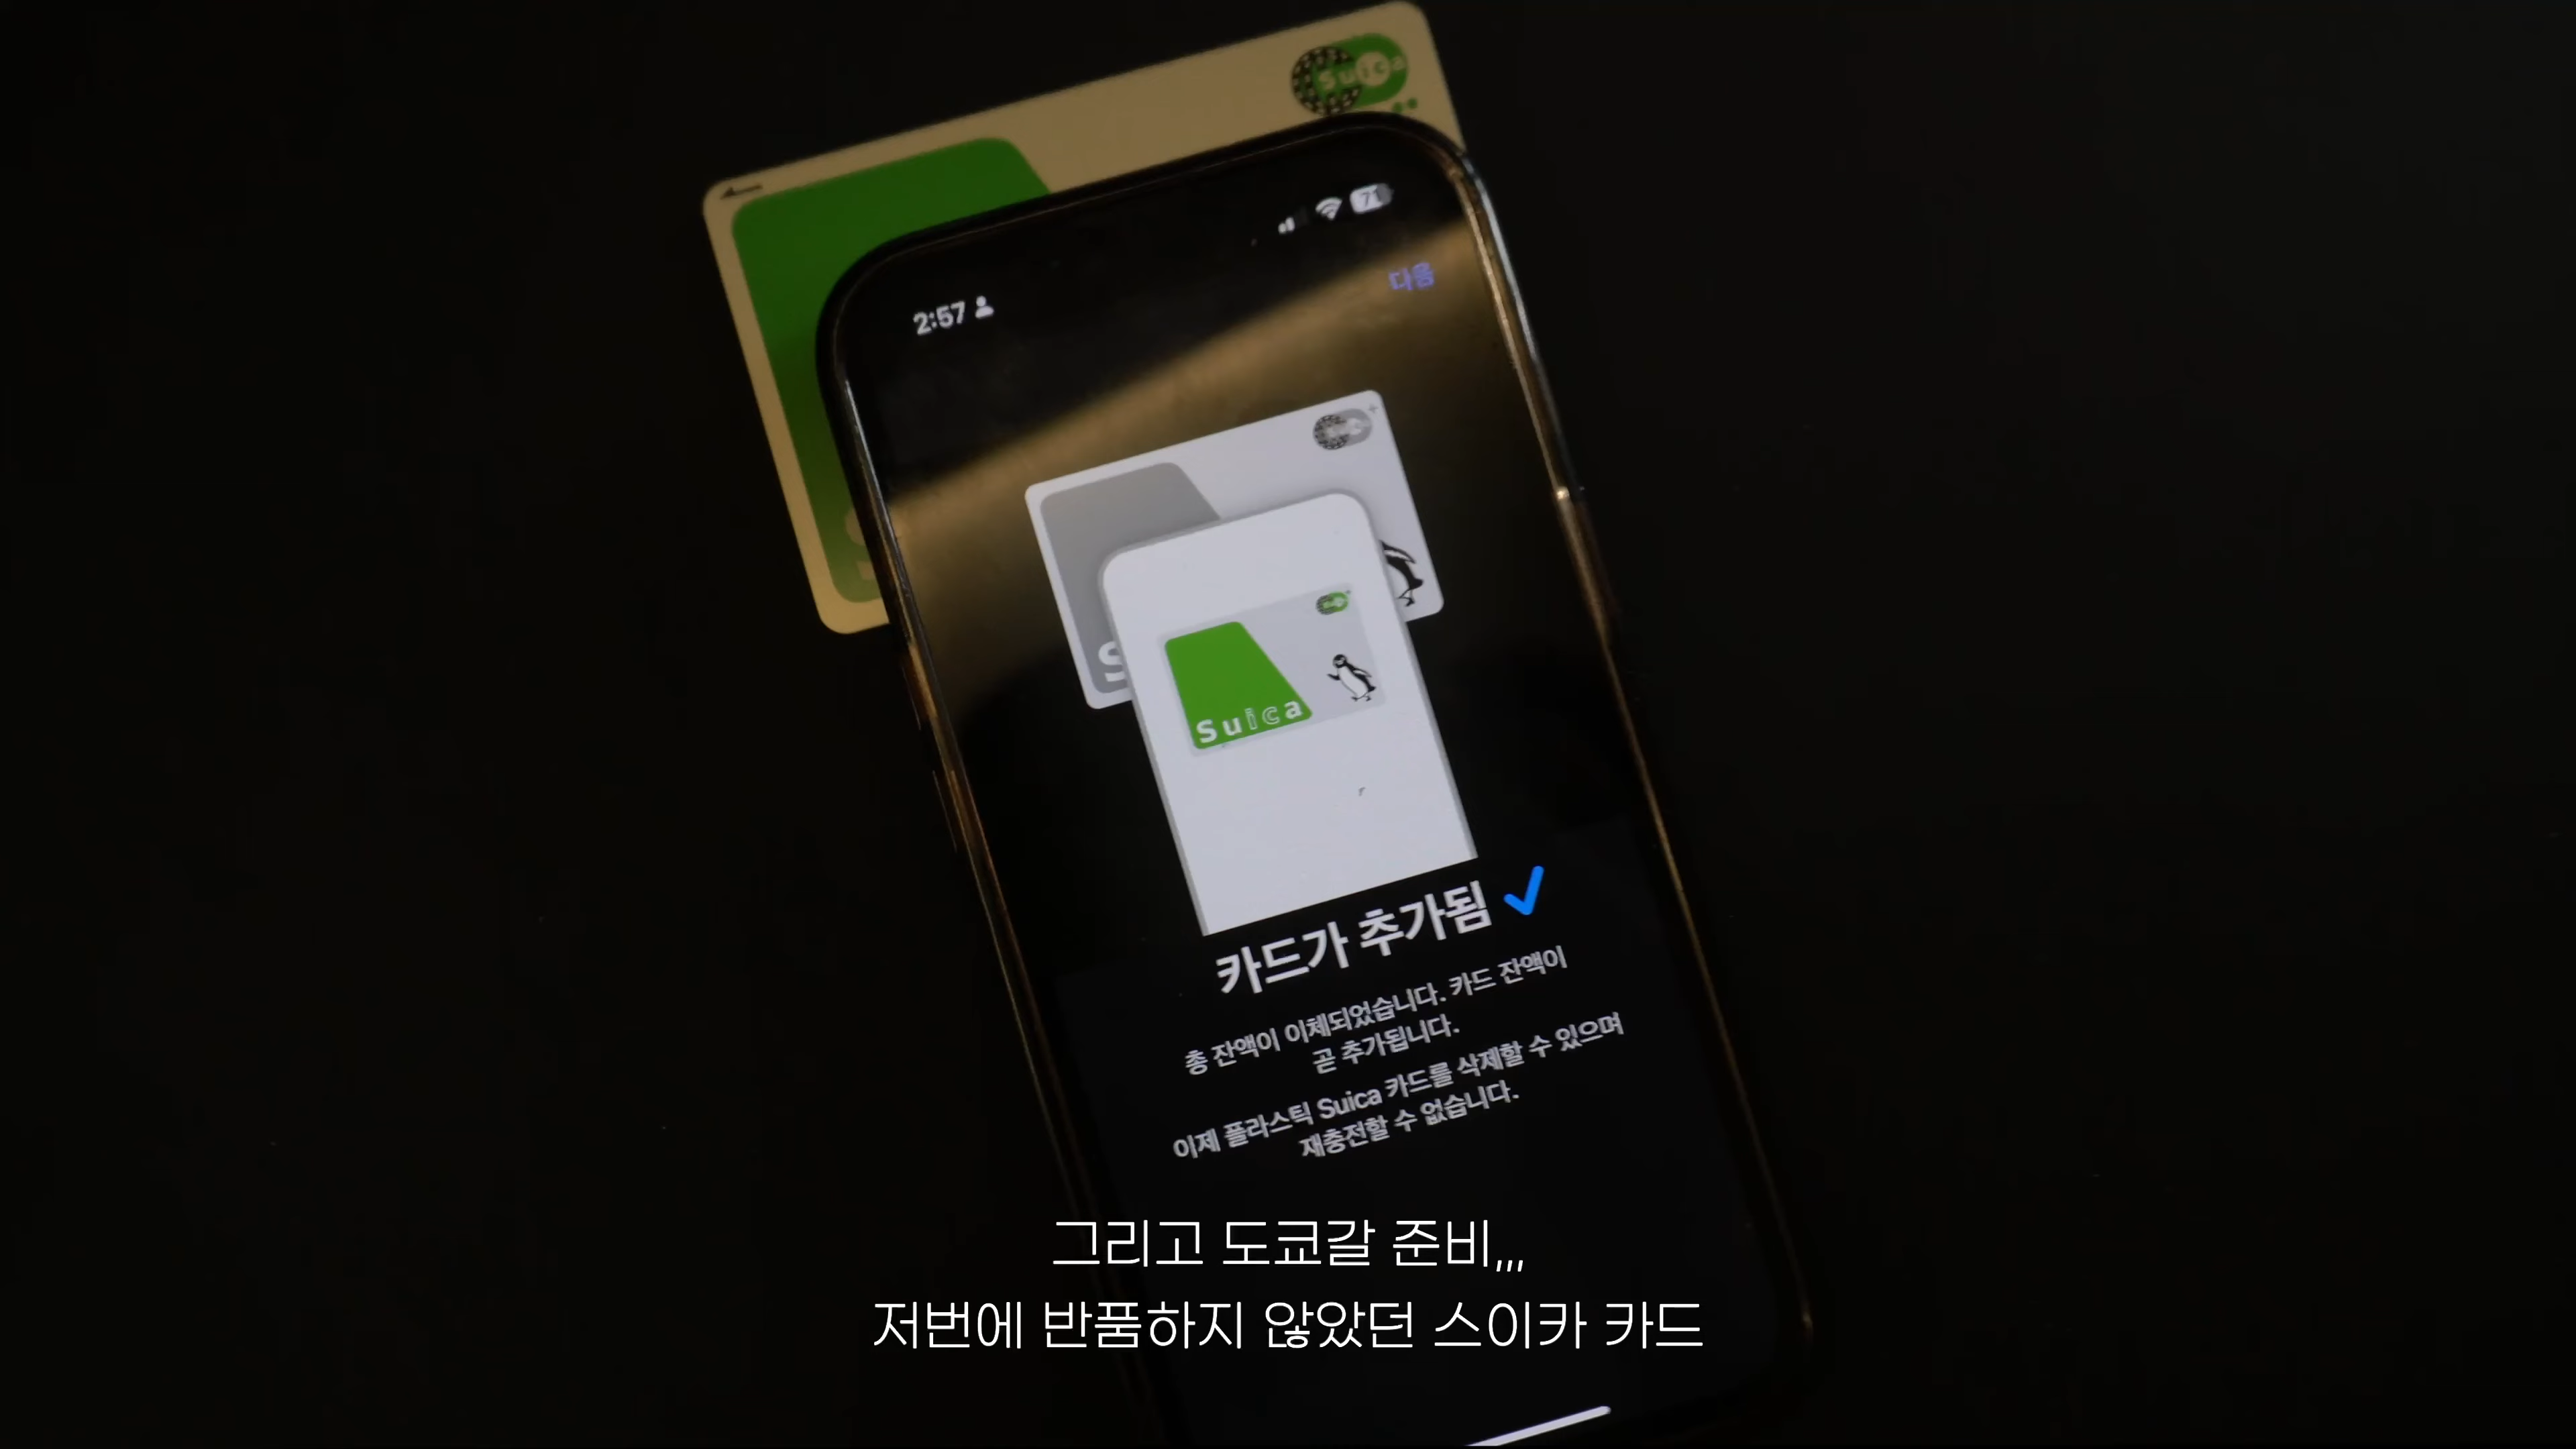 Suica
2:57
71
다음
S
Suica
카드가 추가됨
총 잔액이 이체되었습니다. 카드 잔액이
곧 추가됩니다.
이제 플라스틱 Suica 카드를 삭제할 수 있으며
재충전할 수 없습니다.
그리고 도쿄갈 준비,,,
저번에 반품하지 않았던 스이카 카드